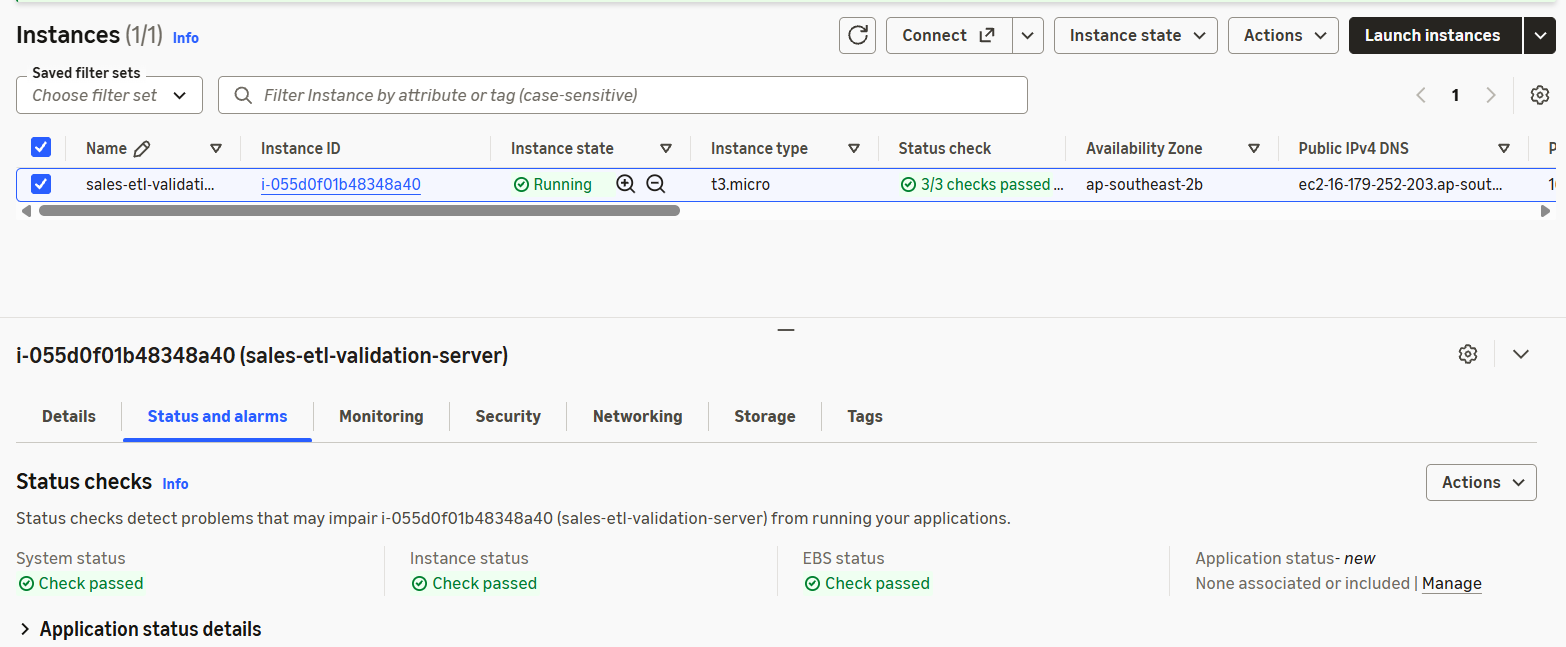 Instances (1/1) Info Connect Instance state Actions Launch instances
Saved filter sets
Choose filter set Filter Instance by attribute or tag (case-sensitive) 1
Name Instance ID Instance state Instance type Status check Availability Zone Public IPv4 DNS P
sales-etl-validati... i-055d0f01b48348a40 Running t3.micro 3/3 checks passed ... ap-southeast-2b ec2-16-179-252-203.ap-sout...
i-055d0f01b48348a40 (sales-etl-validation-server)
Details Status and alarms Monitoring Security Networking Storage Tags
Status checks Info Actions
Status checks detect problems that may impair i-055d0f01b48348a40 (sales-etl-validation-server) from running your applications.
System status Instance status EBS status Application status- new
Check passed Check passed Check passed None associated or included | Manage
Application status details